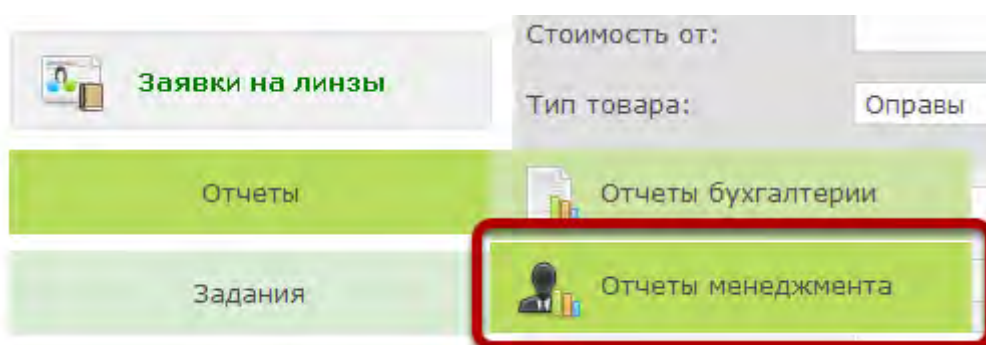 Стоимость от:
Заявки на линзы
Тип товара:
Оправы
Отчеты
Отчеты бухгалтерии
Задания
Отчеты менеджмента